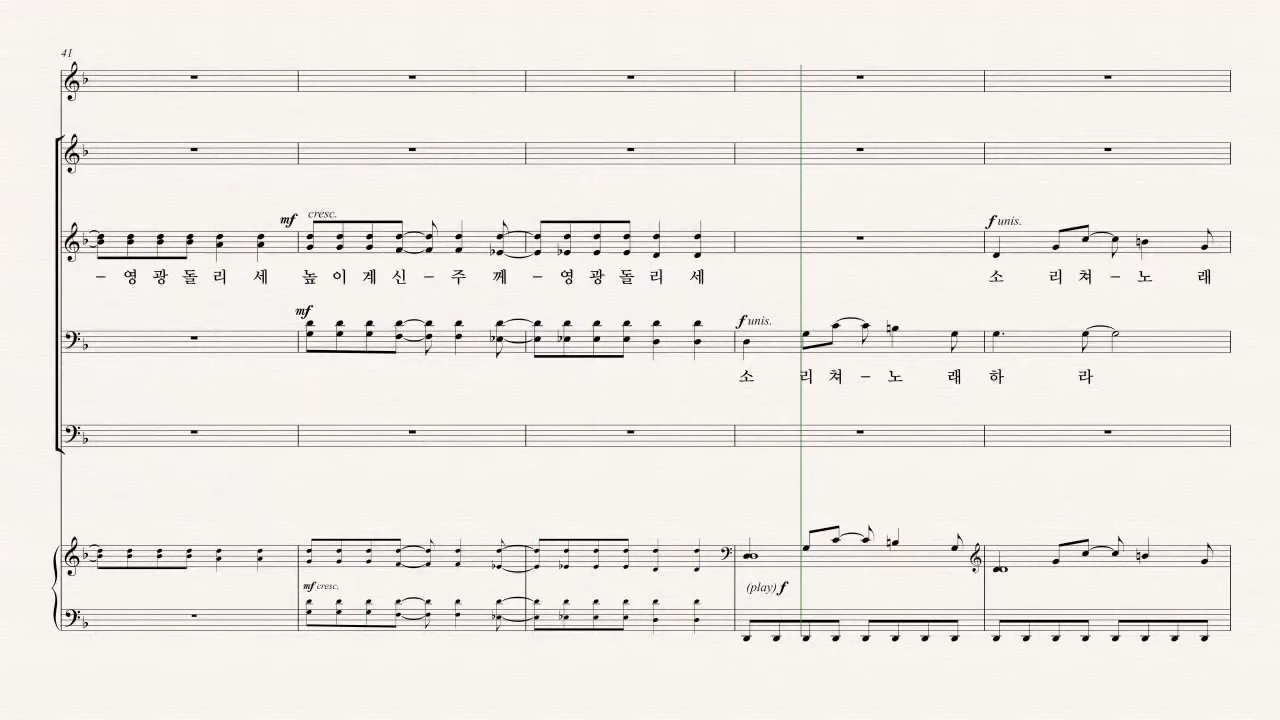 41
mf cresc.
- 영 광 돌 리 세 높 이 계 신 - 주 께 - 영 광 돌 리 세
f unis.
소 리 쳐 - 노 래
mf
f unis.
소 리 쳐 - 노 래 하 라
mf cresc.
(play) f